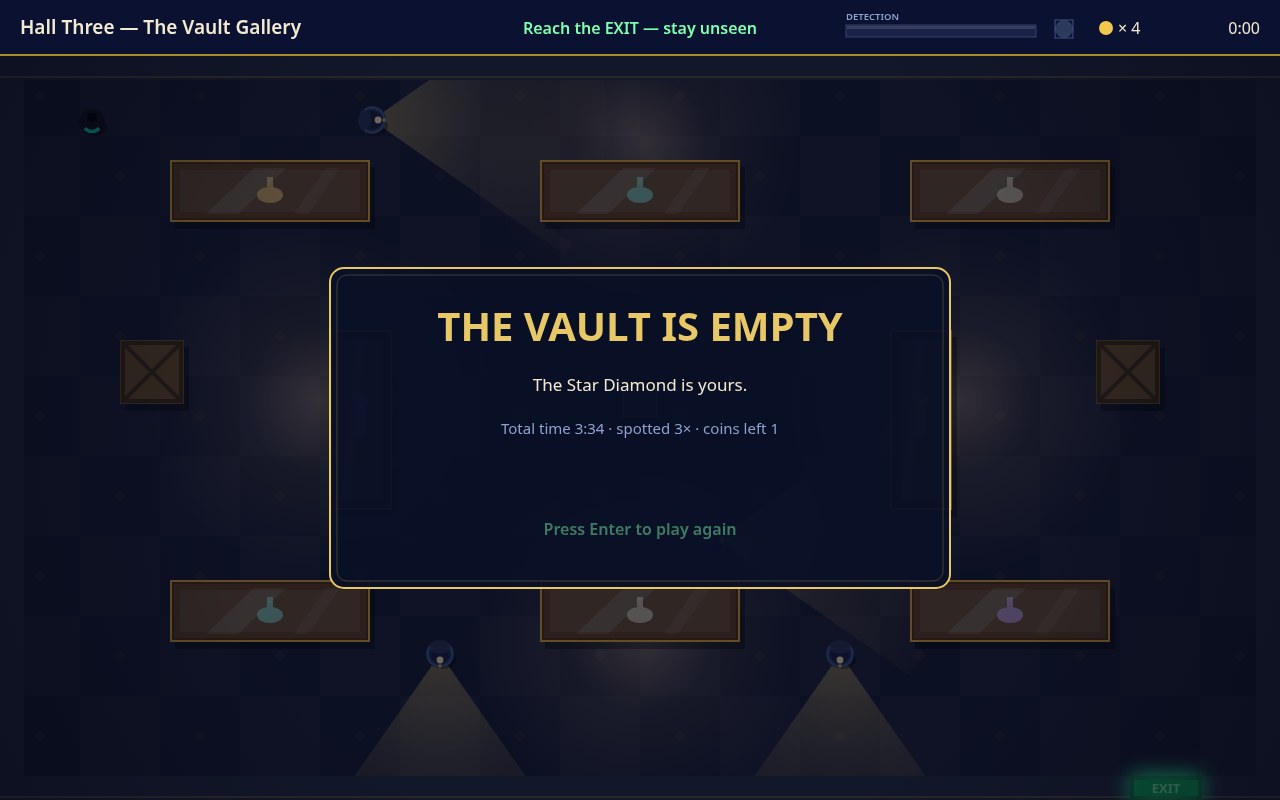 Hall Three — The Vault Gallery
Reach the EXIT — stay unseen
DETECTION
× 4
0:00
THE VAULT IS EMPTY
The Star Diamond is yours.
Total time 3:34 · spotted 3× · coins left 1
Press Enter to play again
EXIT